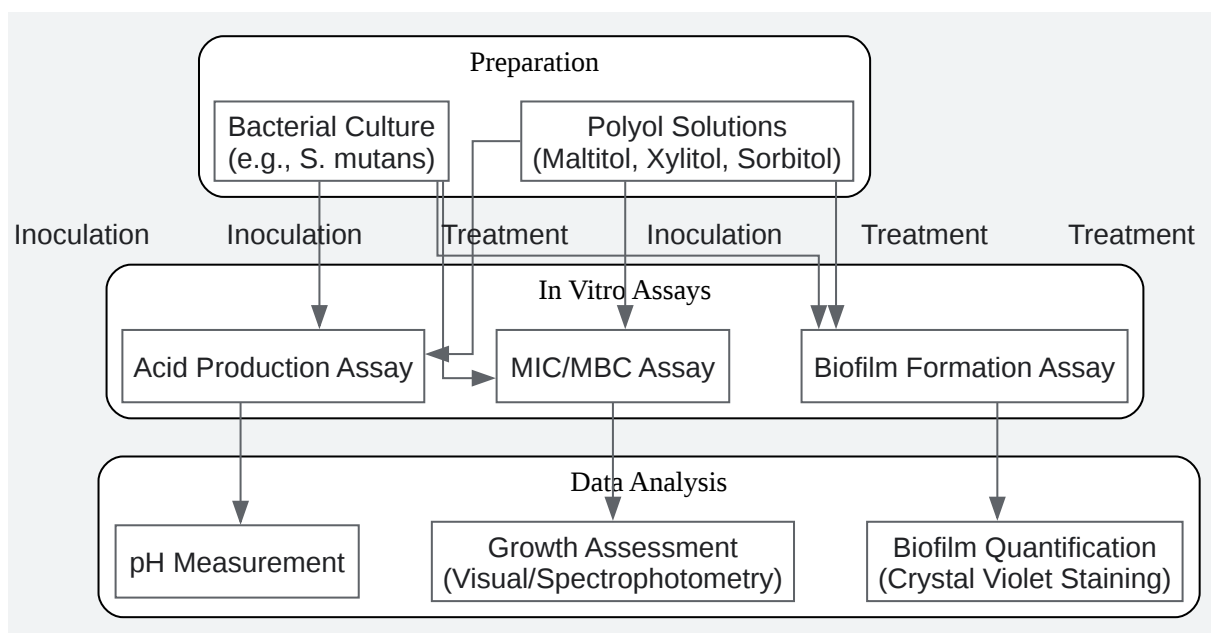 Preparation
Bacterial Culture
(e.g., S. mutans)
Polyol Solutions
(Maltitol, Xylitol, Sorbitol)
Inoculation
Inoculation
Treatment
Inoculation
Treatment
Treatment
In Vitro Assays
Acid Production Assay
MIC/MBC Assay
Biofilm Formation Assay
Data Analysis
pH Measurement
Growth Assessment
(Visual/Spectrophotometry)
Biofilm Quantification
(Crystal Violet Staining)